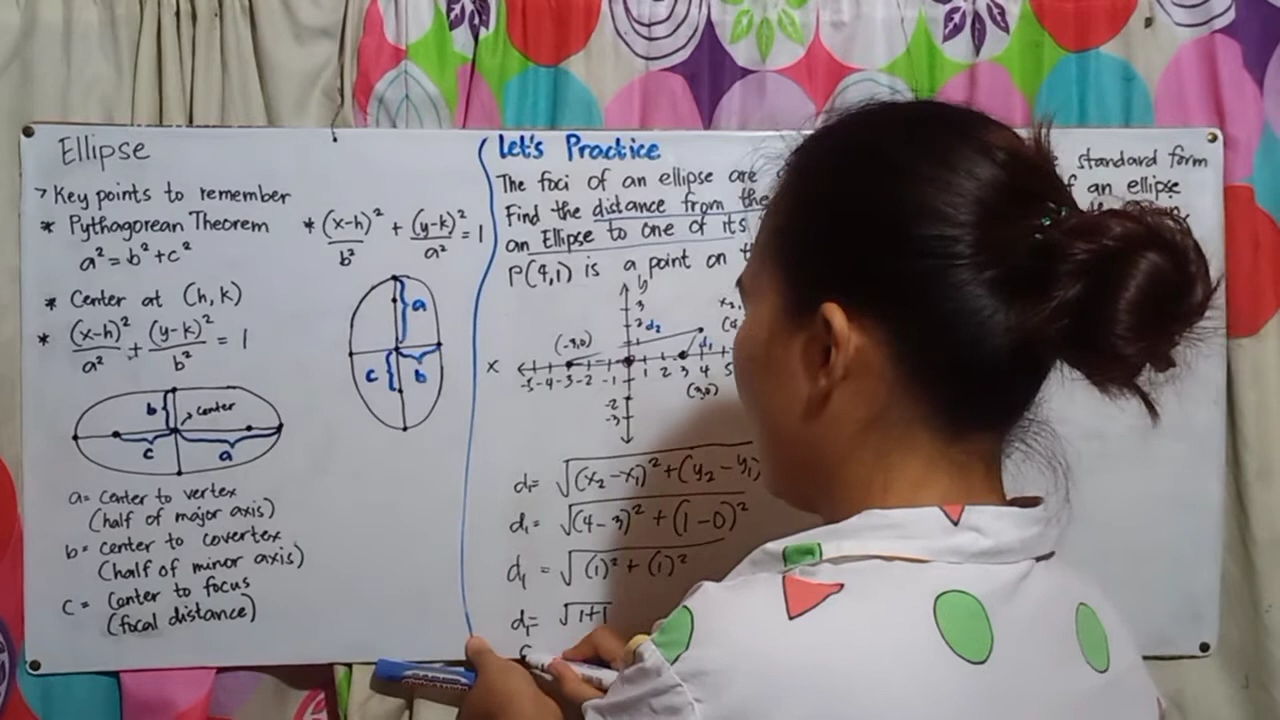 Ellipse
> Key points to remember
* Pythagorean Theorem
a² = b² + c²
* Center at (h, k)
* (x-h)²/a² + (y-k)²/b² = 1
b
center
c
a
a = center to vertex
(half of major axis)
b = center to covertex
(half of minor axis)
c = center to focus
(focal distance)
* (x-h)²/b² + (y-k)²/a² = 1
a
c
b
Let's Practice
The foci of an ellipse are
Find the distance from the
an Ellipse to one of its
P(4,1) is a point on
y
3
2
d₂
(-3,0)
d₁
x
-5 -4 -3 -2 -1 1 2 3 4 5
(3,0)
-2
-3
d₁ = √(x₂ - x₁)² + (y₂ - y₁)
d₁ = √(4-3)² + (1-0)²
d₁ = √(1)² + (1)²
d₁ = √1+1
standard form
of an ellipse